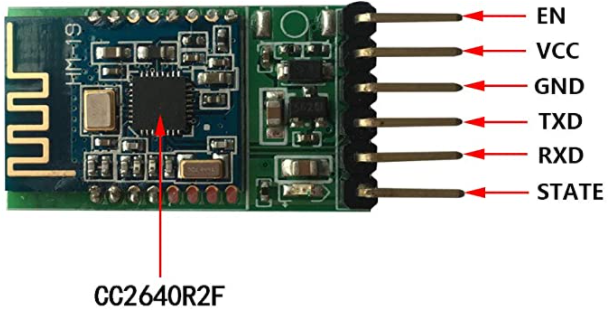 EN
VCC
GND
TXD
RXD
STATE
HM-19
CC2640R2F